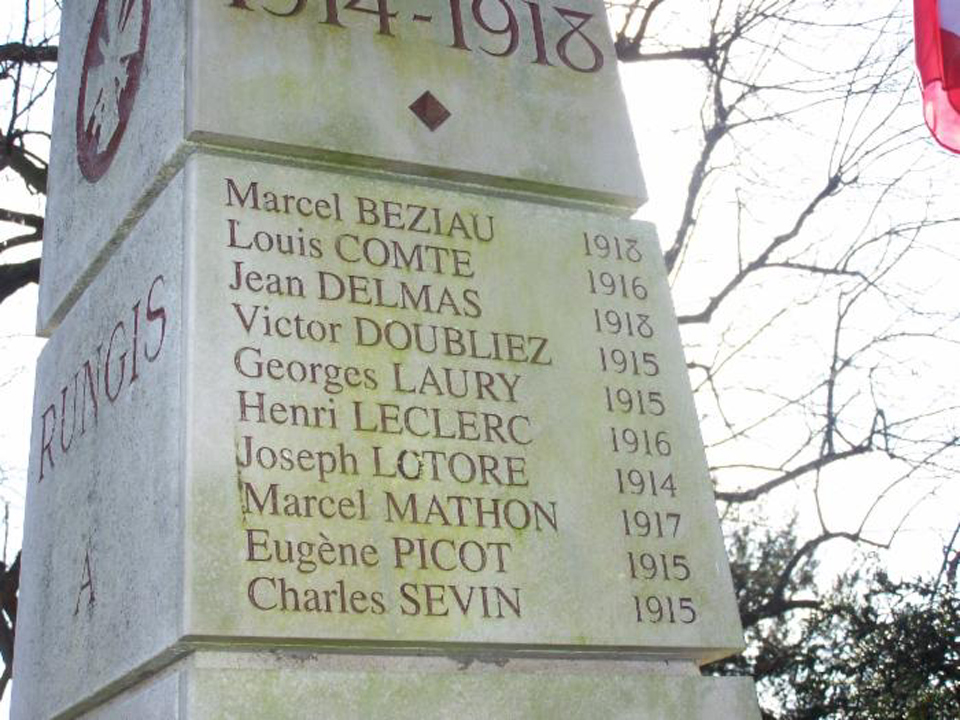 1914-1918
Marcel BEZIAU 1918
Louis COMTE 1916
Jean DELMAS 1918
Victor DOUBLIEZ 1915
Georges LAURY 1915
Henri LECLERC 1916
Joseph LOTORE 1914
Marcel MATHON 1917
Eugène PICOT 1915
Charles SEVIN 1915
RUNGIS
A